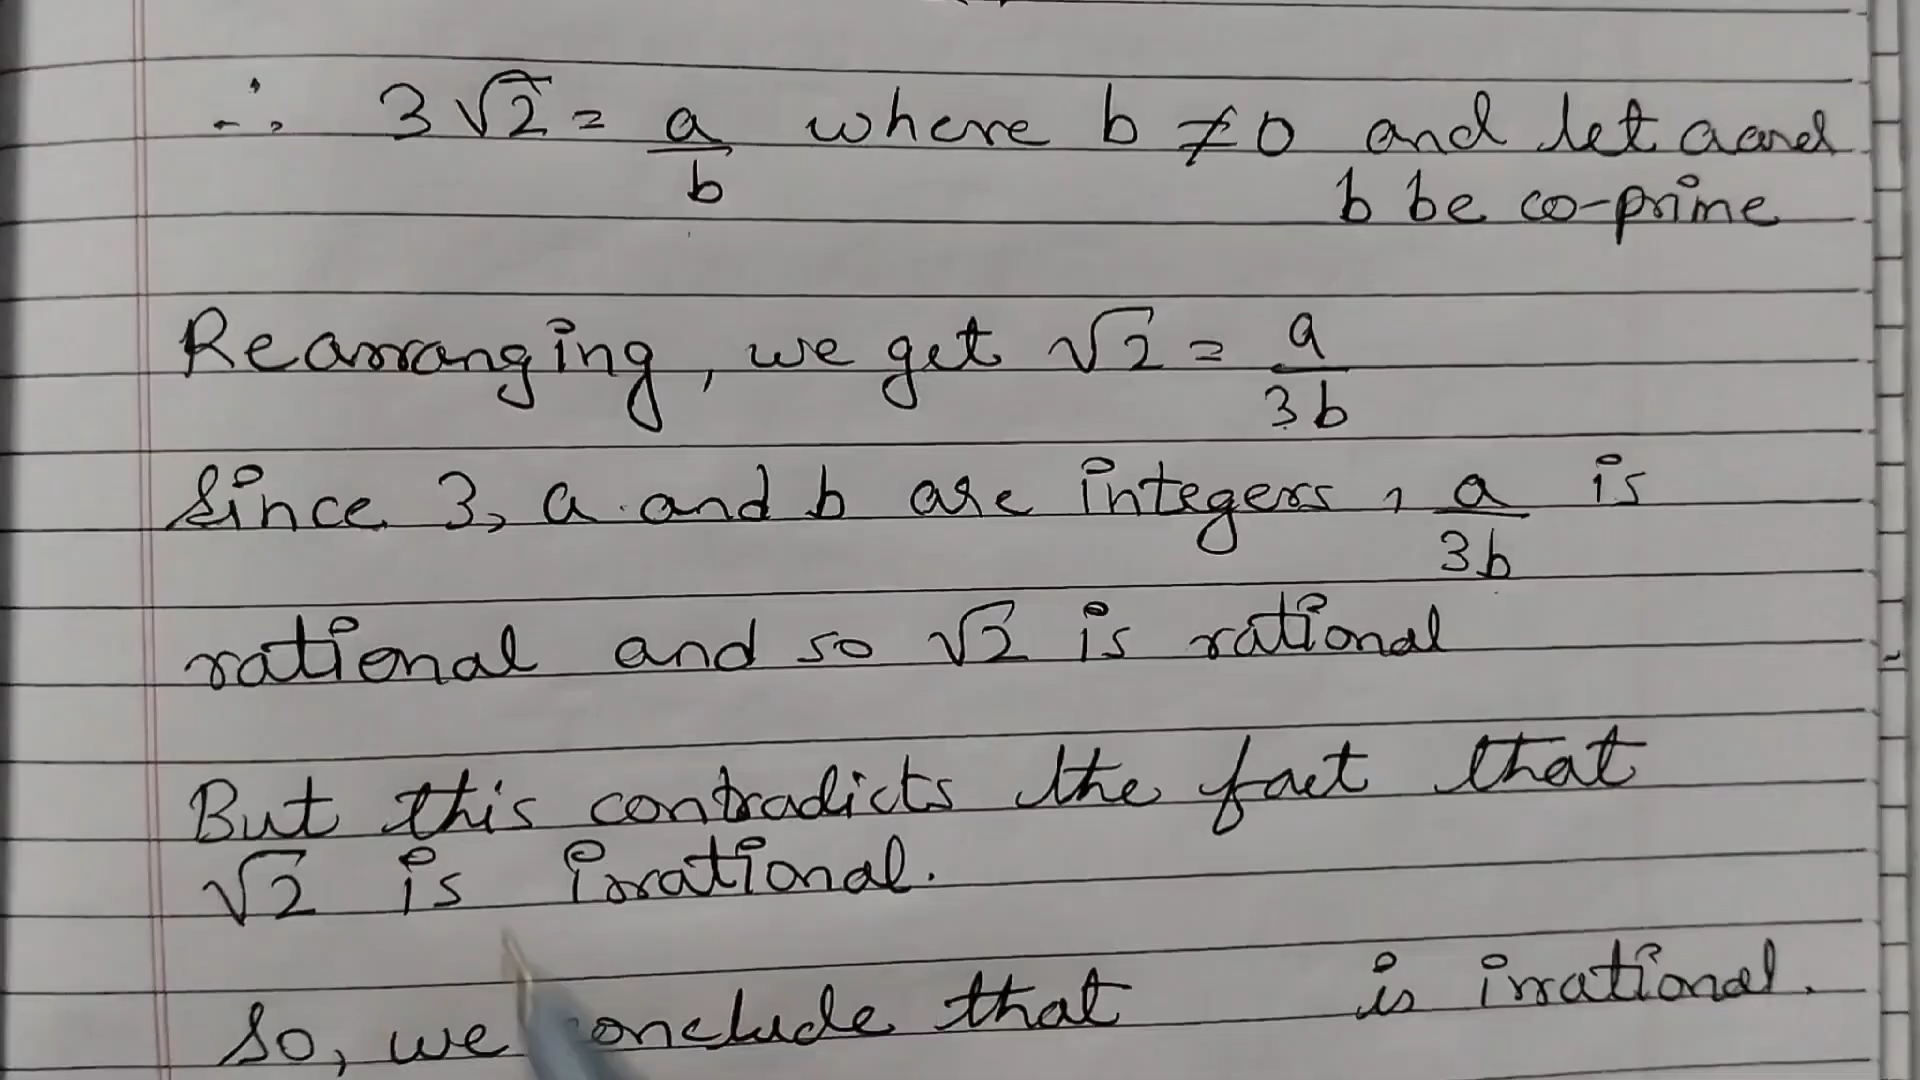 ∴ 3√2 = a/b where b ≠ 0 and let a and
b be co-prime
Rearranging, we get √2 = a/3b
Since 3, a and b are integers, a/3b is
rational and so √2 is rational
But this contradicts the fact that
√2 is irrational.
So, we conclude that is irrational.